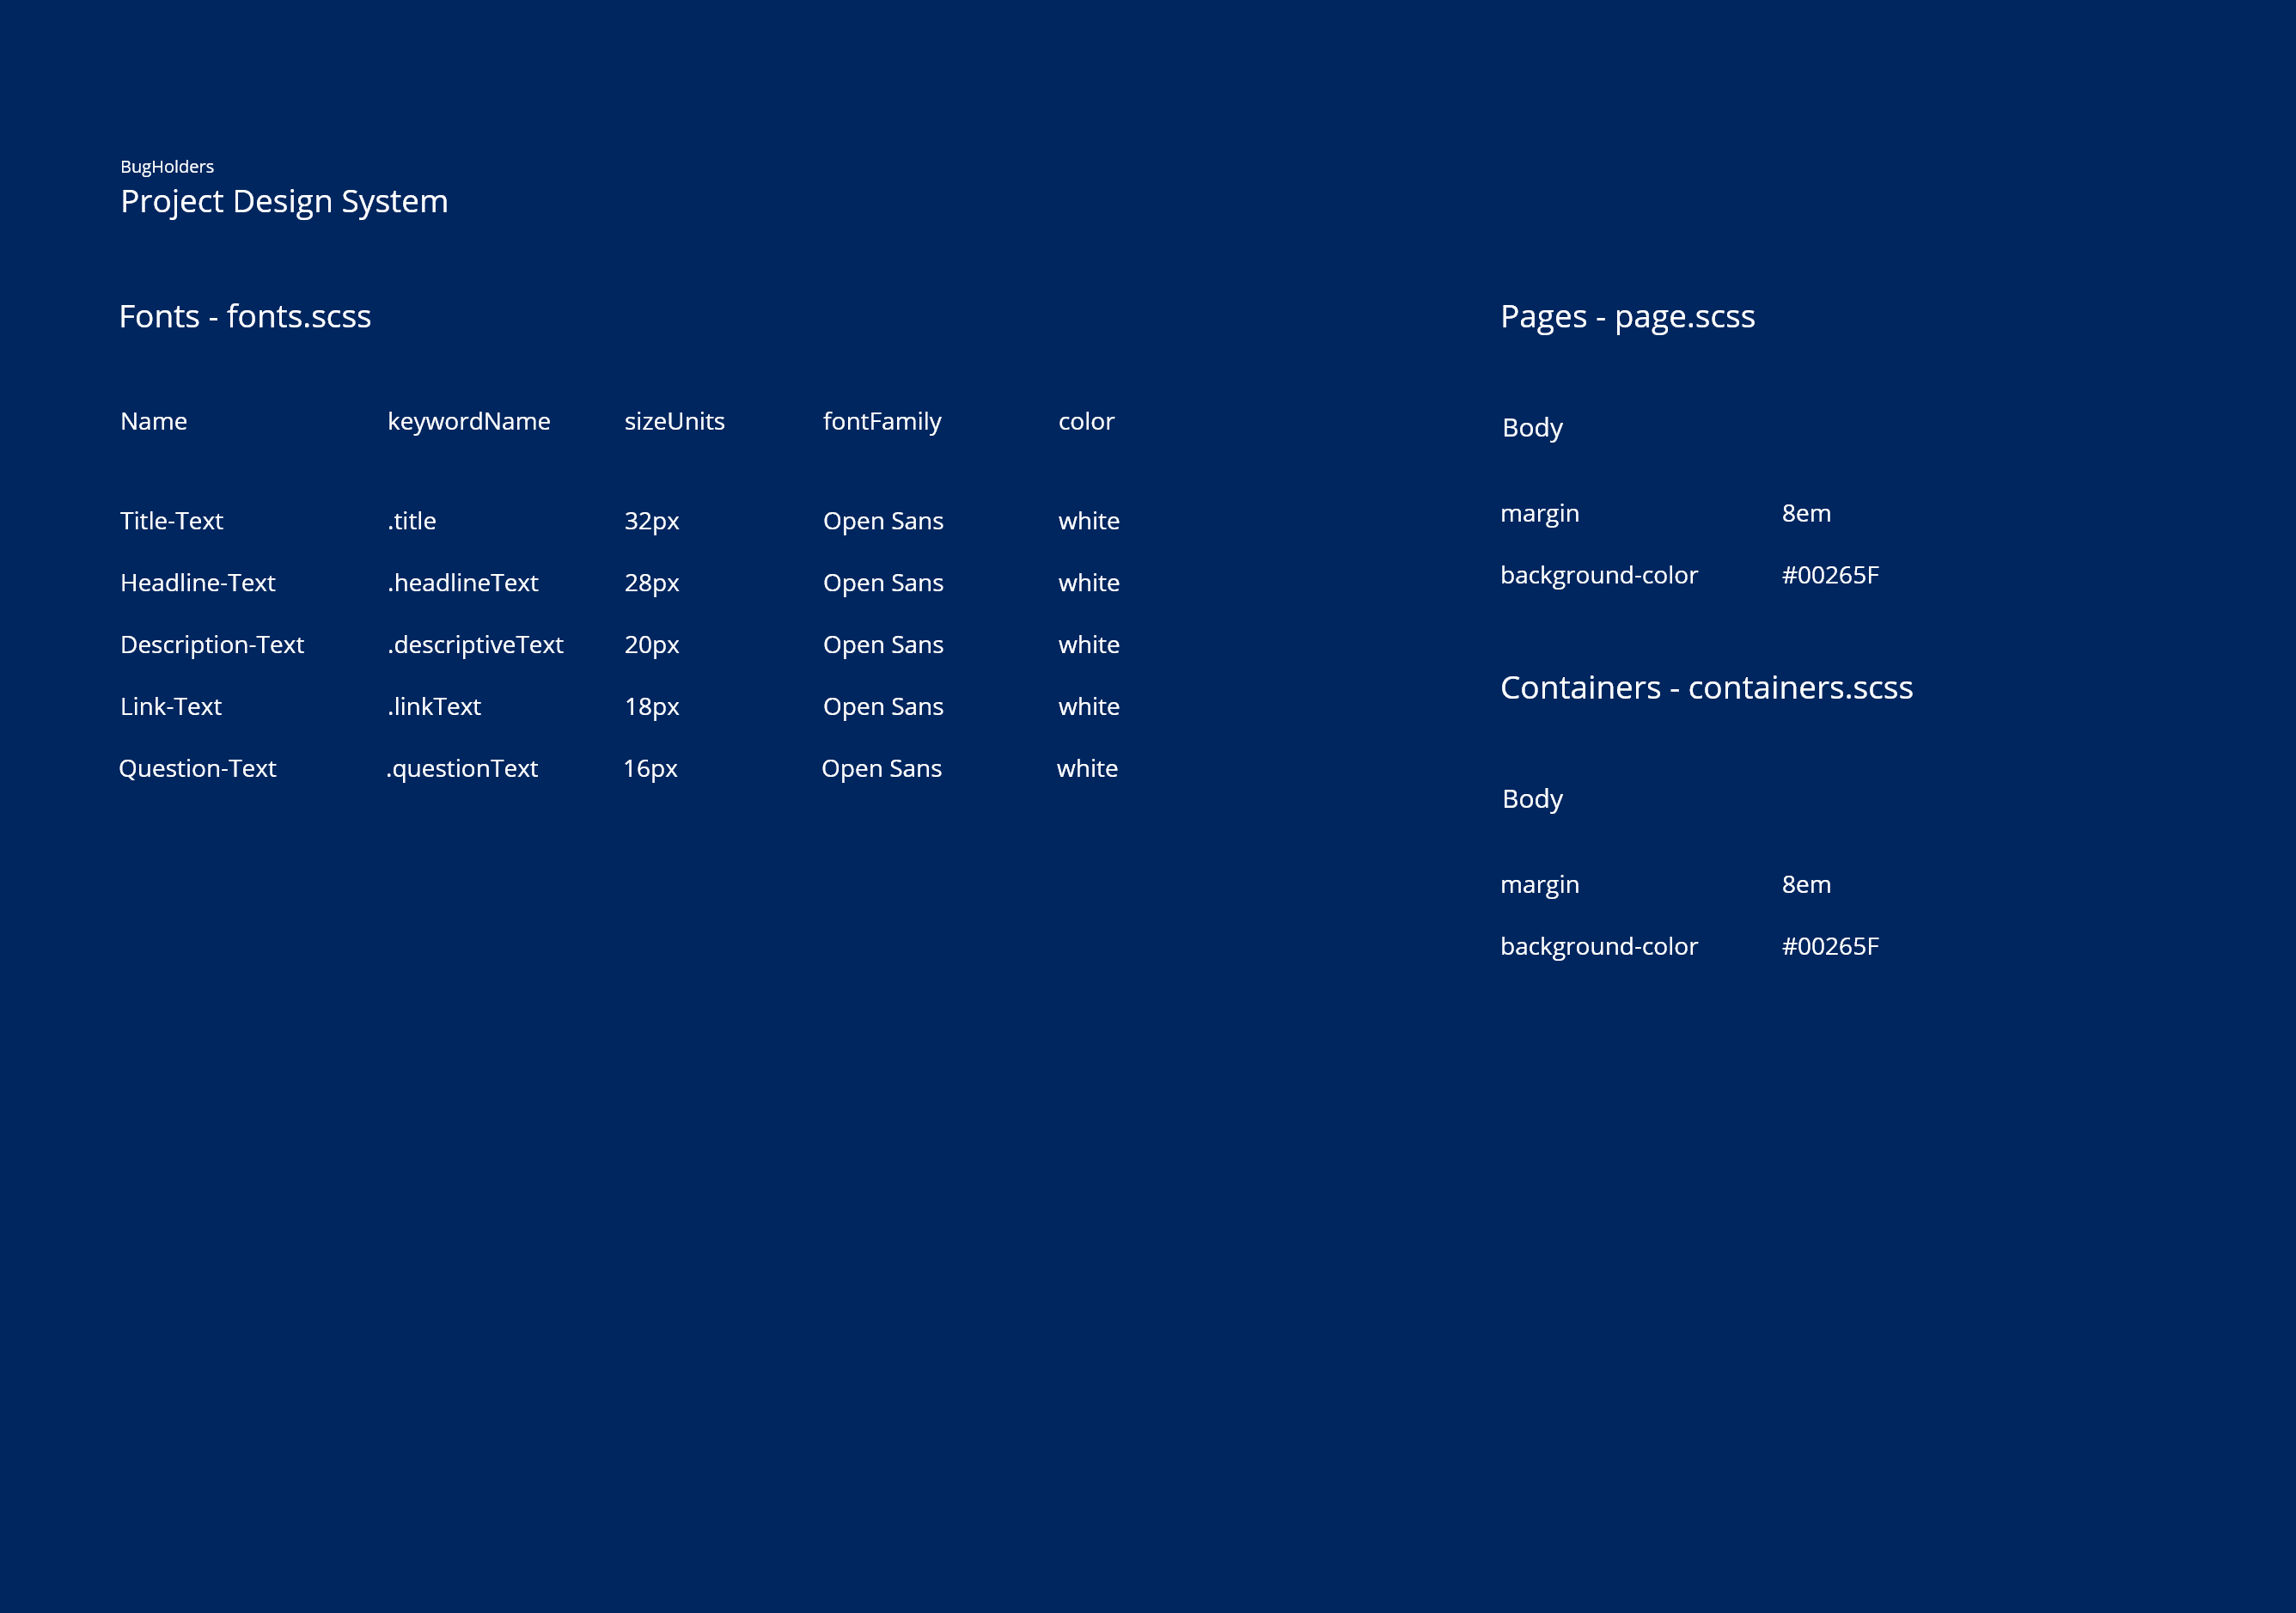 BugHolders
Project Design System
Fonts - fonts.scss
Name keywordName sizeUnits fontFamily color
Title-Text .title 32px Open Sans white
Headline-Text .headlineText 28px Open Sans white
Description-Text .descriptiveText 20px Open Sans white
Link-Text .linkText 18px Open Sans white
Question-Text .questionText 16px Open Sans white
Pages - page.scss
Body
margin 8em
background-color #00265F
Containers - containers.scss
Body
margin 8em
background-color #00265F